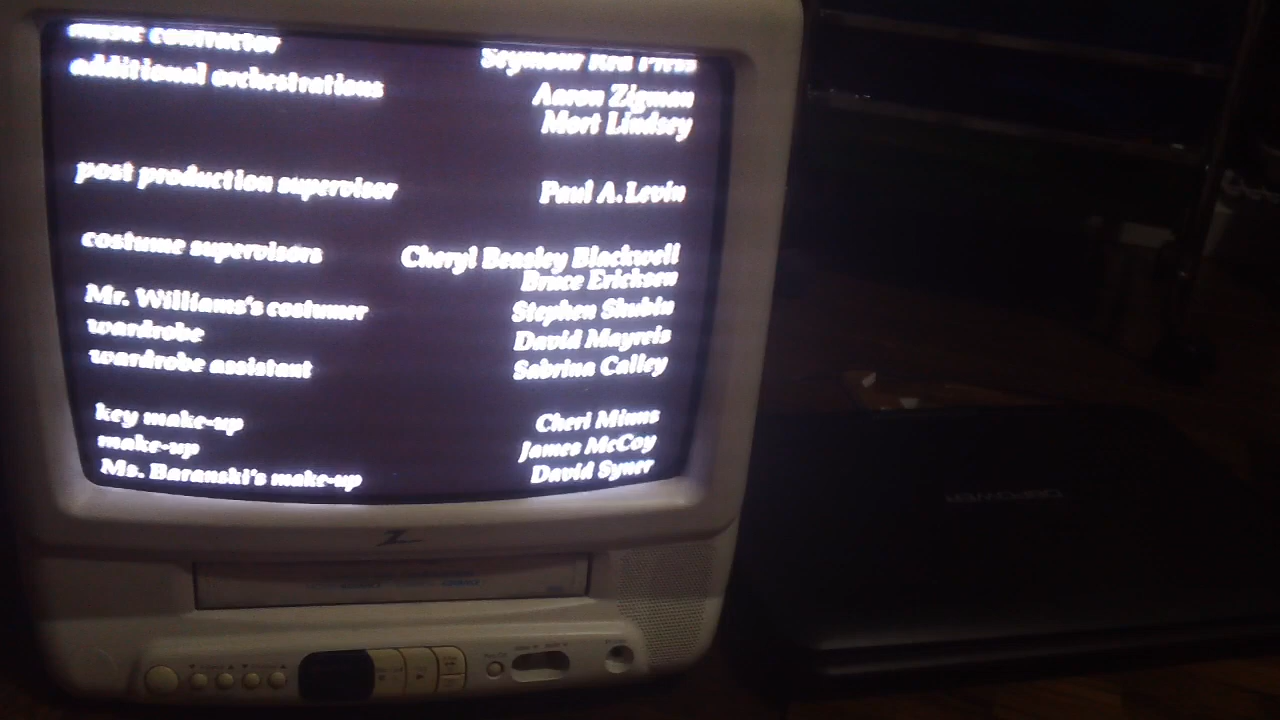 music contractor
Seymour Red Press
additional orchestrations Aaron Zigman
Mort Lindsey
post production supervisor Paul A. Levin
costume supervisors Cheryl Beasley Blackwell
Bruce Ericksen
Mr. Williams's costumer Stephen Shubin
wardrobe David Mayreis
wardrobe assistant Sabrina Calley
key make-up Cheri Minns
make-up James McCoy
Ms. Baranski's make-up David Syner
Z